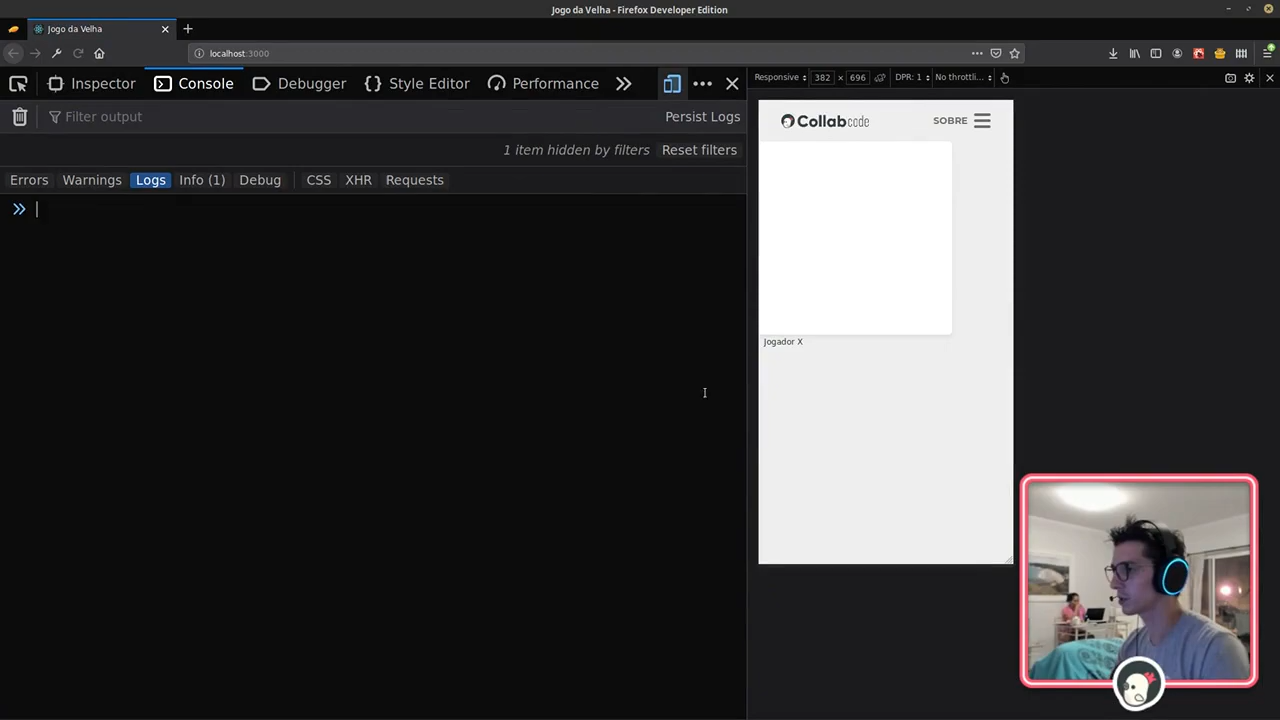 Jogo da Velha - Firefox Developer Edition
Jogo da Velha
localhost:3000
Inspector Console Debugger Style Editor Performance
Responsive 382 × 696 DPR: 1 No throttli...
Filter output Persist Logs
1 item hidden by filters Reset filters
Errors Warnings Logs Info (1) Debug CSS XHR Requests
Collabcode SOBRE
Jogador X